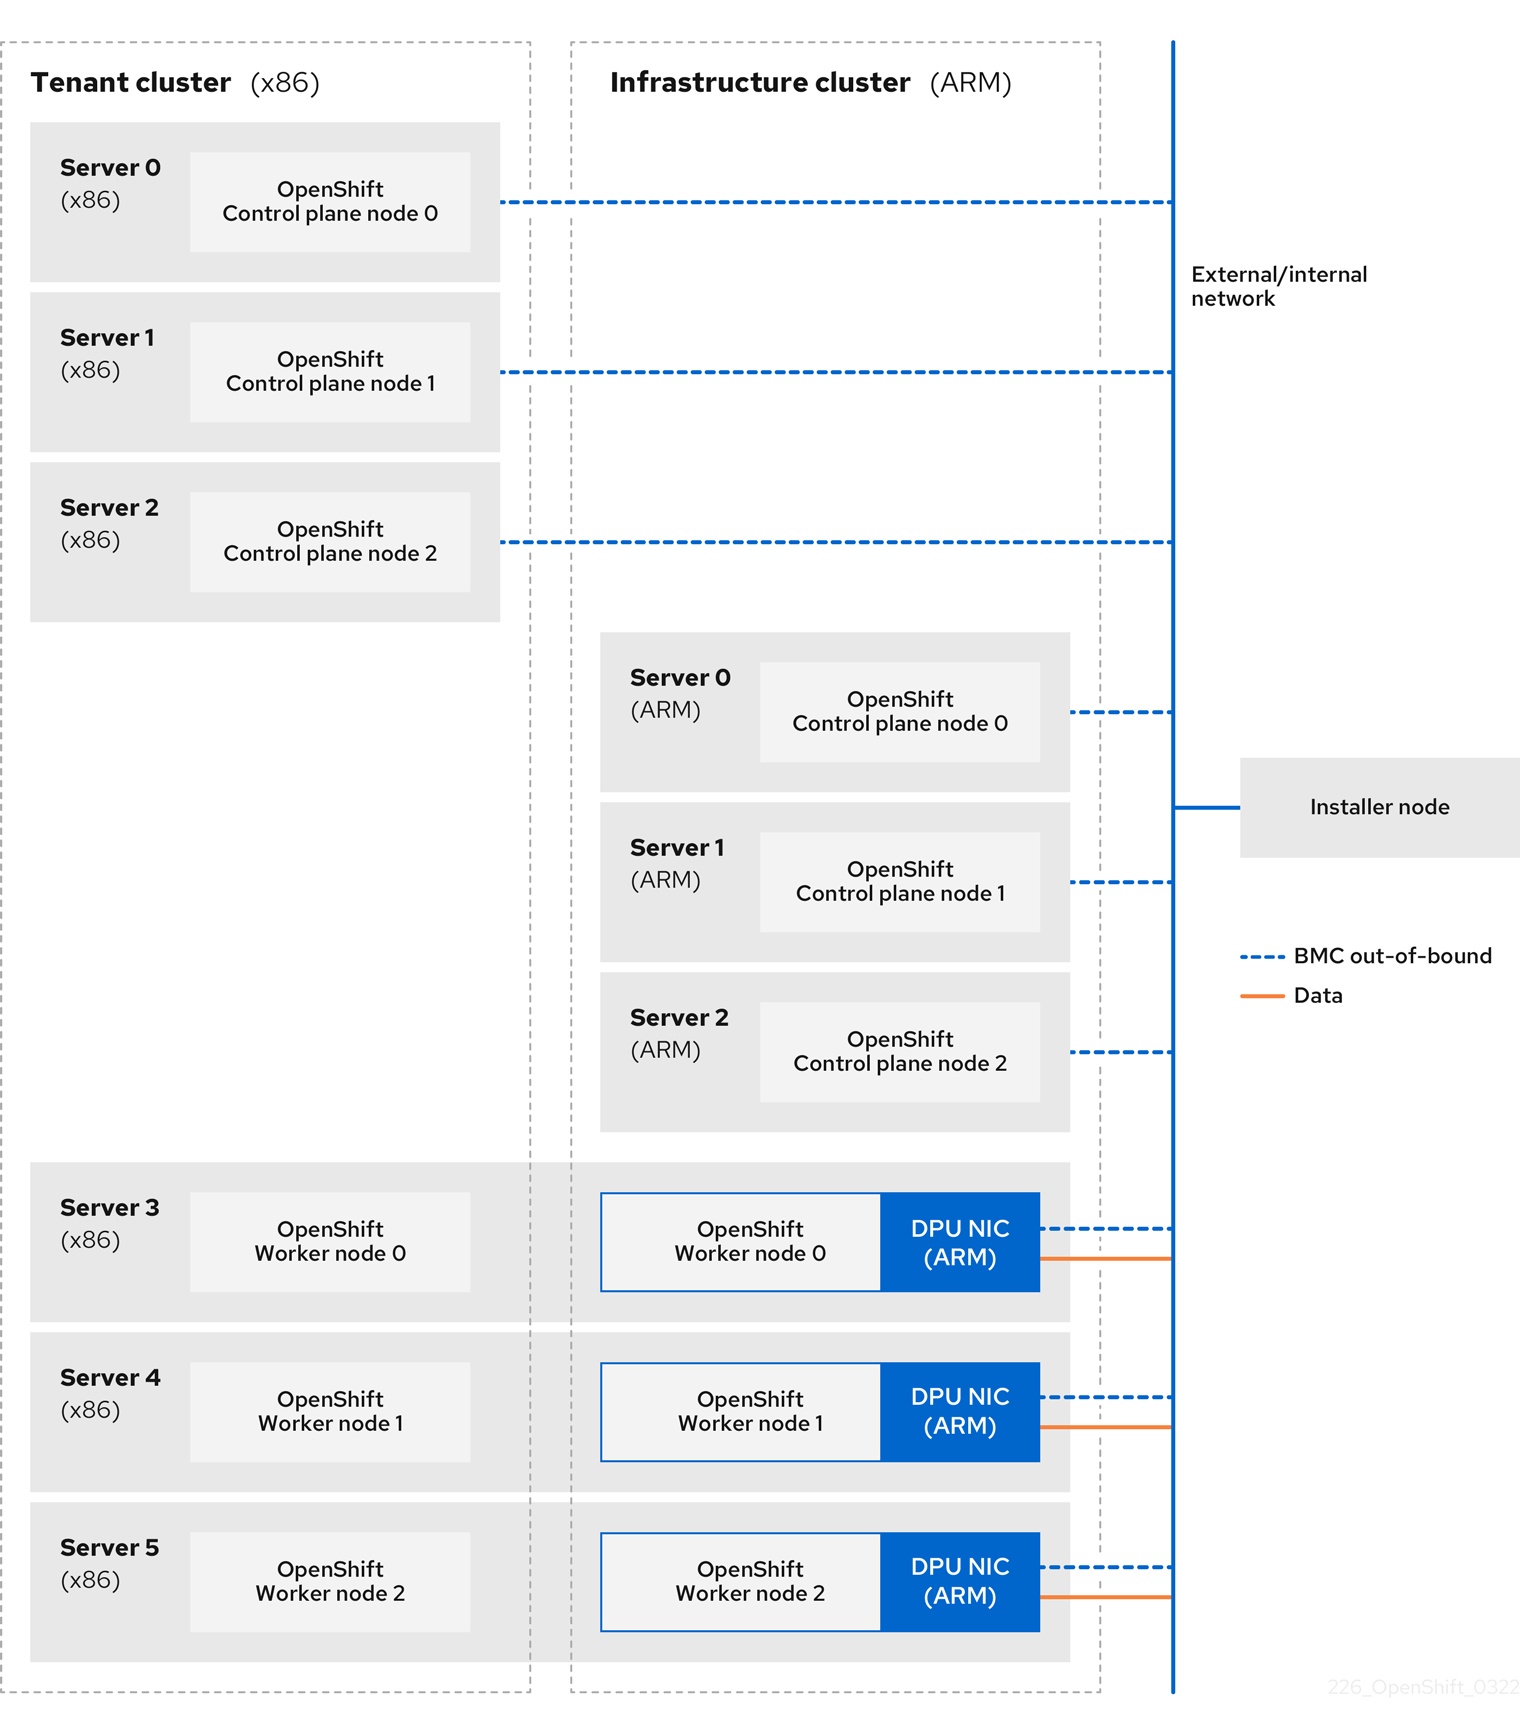 Tenant cluster (x86)
Infrastructure cluster (ARM)
Server 0
(x86)
OpenShift
Control plane node 0
External/internal
network
Server 1
(x86)
OpenShift
Control plane node 1
Server 2
(x86)
OpenShift
Control plane node 2
Server 0
(ARM)
OpenShift
Control plane node 0
Installer node
Server 1
(ARM)
OpenShift
Control plane node 1
BMC out-of-bound
Data
Server 2
(ARM)
OpenShift
Control plane node 2
Server 3
(x86)
OpenShift
Worker node 0
OpenShift
Worker node 0
DPU NIC
(ARM)
Server 4
(x86)
OpenShift
Worker node 1
OpenShift
Worker node 1
DPU NIC
(ARM)
Server 5
(x86)
OpenShift
Worker node 2
OpenShift
Worker node 2
DPU NIC
(ARM)
226_OpenShift_0322